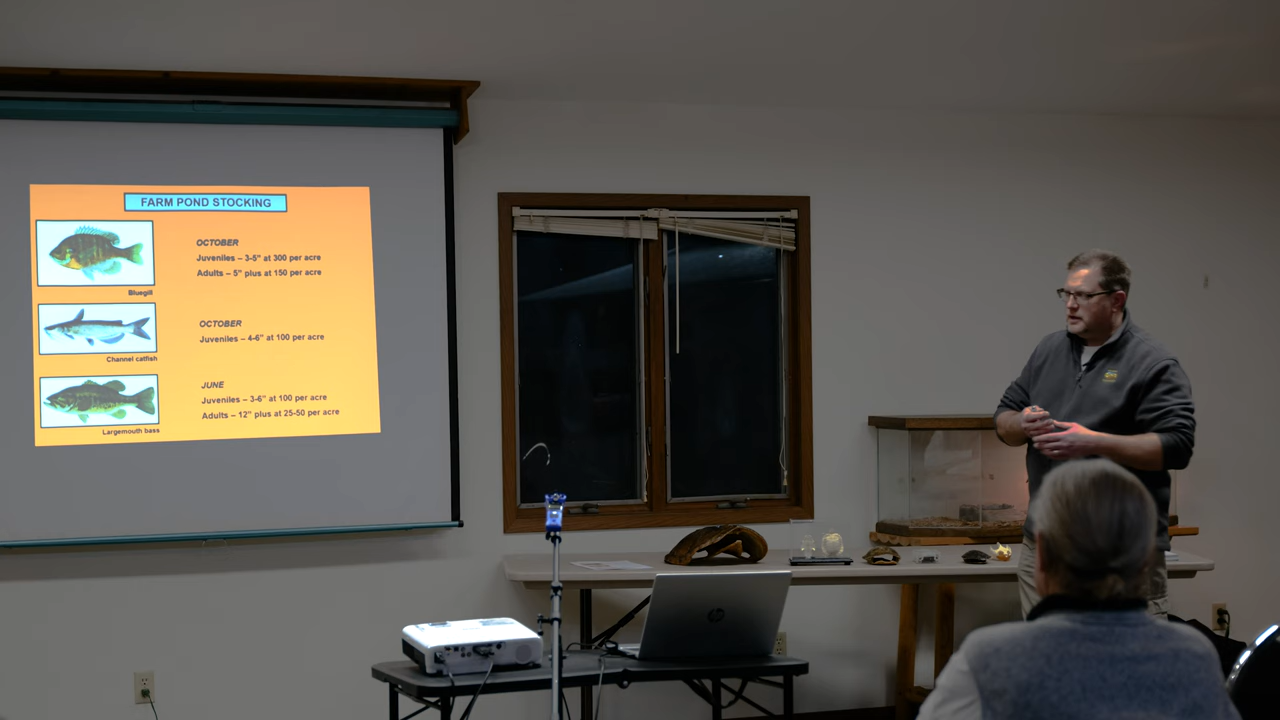 FARM POND STOCKING
OCTOBER
Juveniles – 3-5" at 300 per acre
Adults – 5" plus at 150 per acre
Bluegill
OCTOBER
Juveniles – 4-6" at 100 per acre
Channel catfish
JUNE
Juveniles – 3-6" at 100 per acre
Adults – 12" plus at 25-50 per acre
Largemouth bass
hp